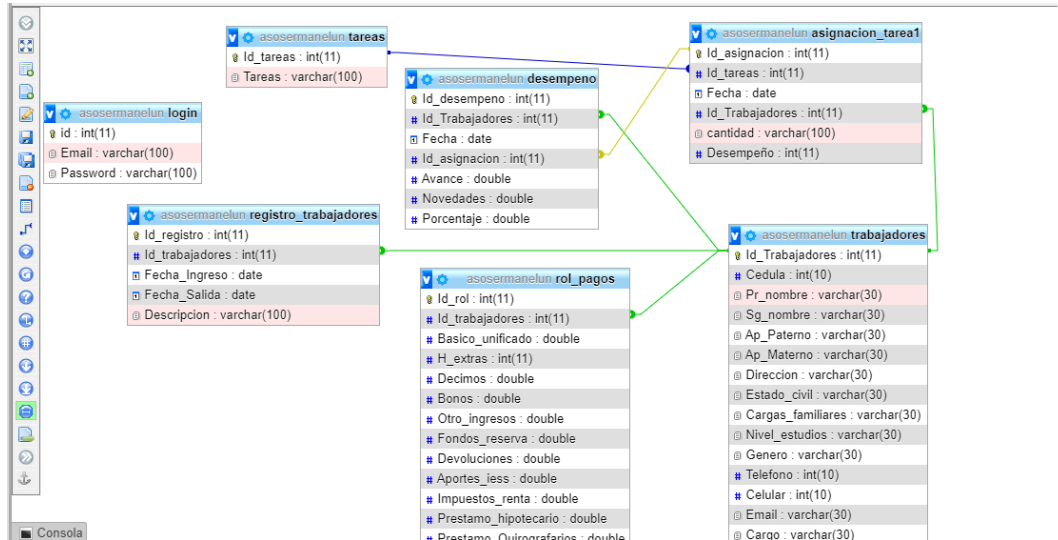 asosermanelun tareas
Id_tareas : int(11)
Tareas : varchar(100)
asosermanelun login
id : int(11)
Email : varchar(100)
Password : varchar(100)
asosermanelun desempeno
Id_desempeno : int(11)
Id_Trabajadores : int(11)
Fecha : date
Id_asignacion : int(11)
Avance : double
Novedades : double
Porcentaje : double
asosermanelun asignacion_tarea1
Id_asignacion : int(11)
Id_tareas : int(11)
Fecha : date
Id_Trabajadores : int(11)
cantidad : varchar(100)
Desempeño : int(11)
asosermanelun registro_trabajadores
Id_registro : int(11)
Id_trabajadores : int(11)
Fecha_Ingreso : date
Fecha_Salida : date
Descripcion : varchar(100)
asosermanelun rol_pagos
Id_rol : int(11)
Id_trabajadores : int(11)
Basico_unificado : double
H_extras : int(11)
Decimos : double
Bonos : double
Otro_ingresos : double
Fondos_reserva : double
Devoluciones : double
Aportes_iess : double
Impuestos_renta : double
Prestamo_hipotecario : double
Prestamo_Quirografarios : double
asosermanelun trabajadores
Id_Trabajadores : int(11)
Cedula : int(10)
Pr_nombre : varchar(30)
Sg_nombre : varchar(30)
Ap_Paterno : varchar(30)
Ap_Materno : varchar(30)
Direccion : varchar(30)
Estado_civil : varchar(30)
Cargas_familiares : varchar(30)
Nivel_estudios : varchar(30)
Genero : varchar(30)
Telefono : int(10)
Celular : int(10)
Email : varchar(30)
Cargo : varchar(30)
Consola